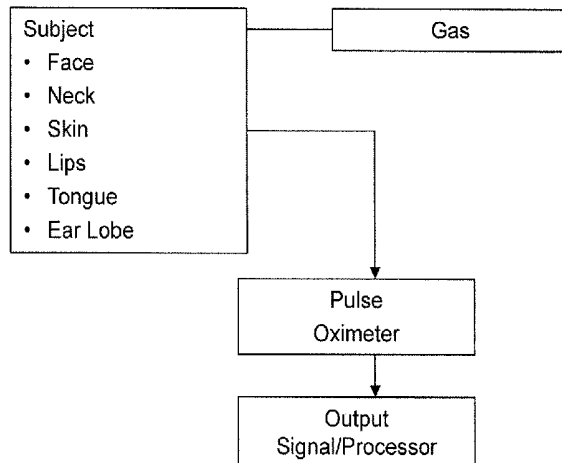 Subject
• Face
• Neck
• Skin
• Lips
• Tongue
• Ear Lobe
Gas
Pulse
Oximeter
Output
Signal/Processor